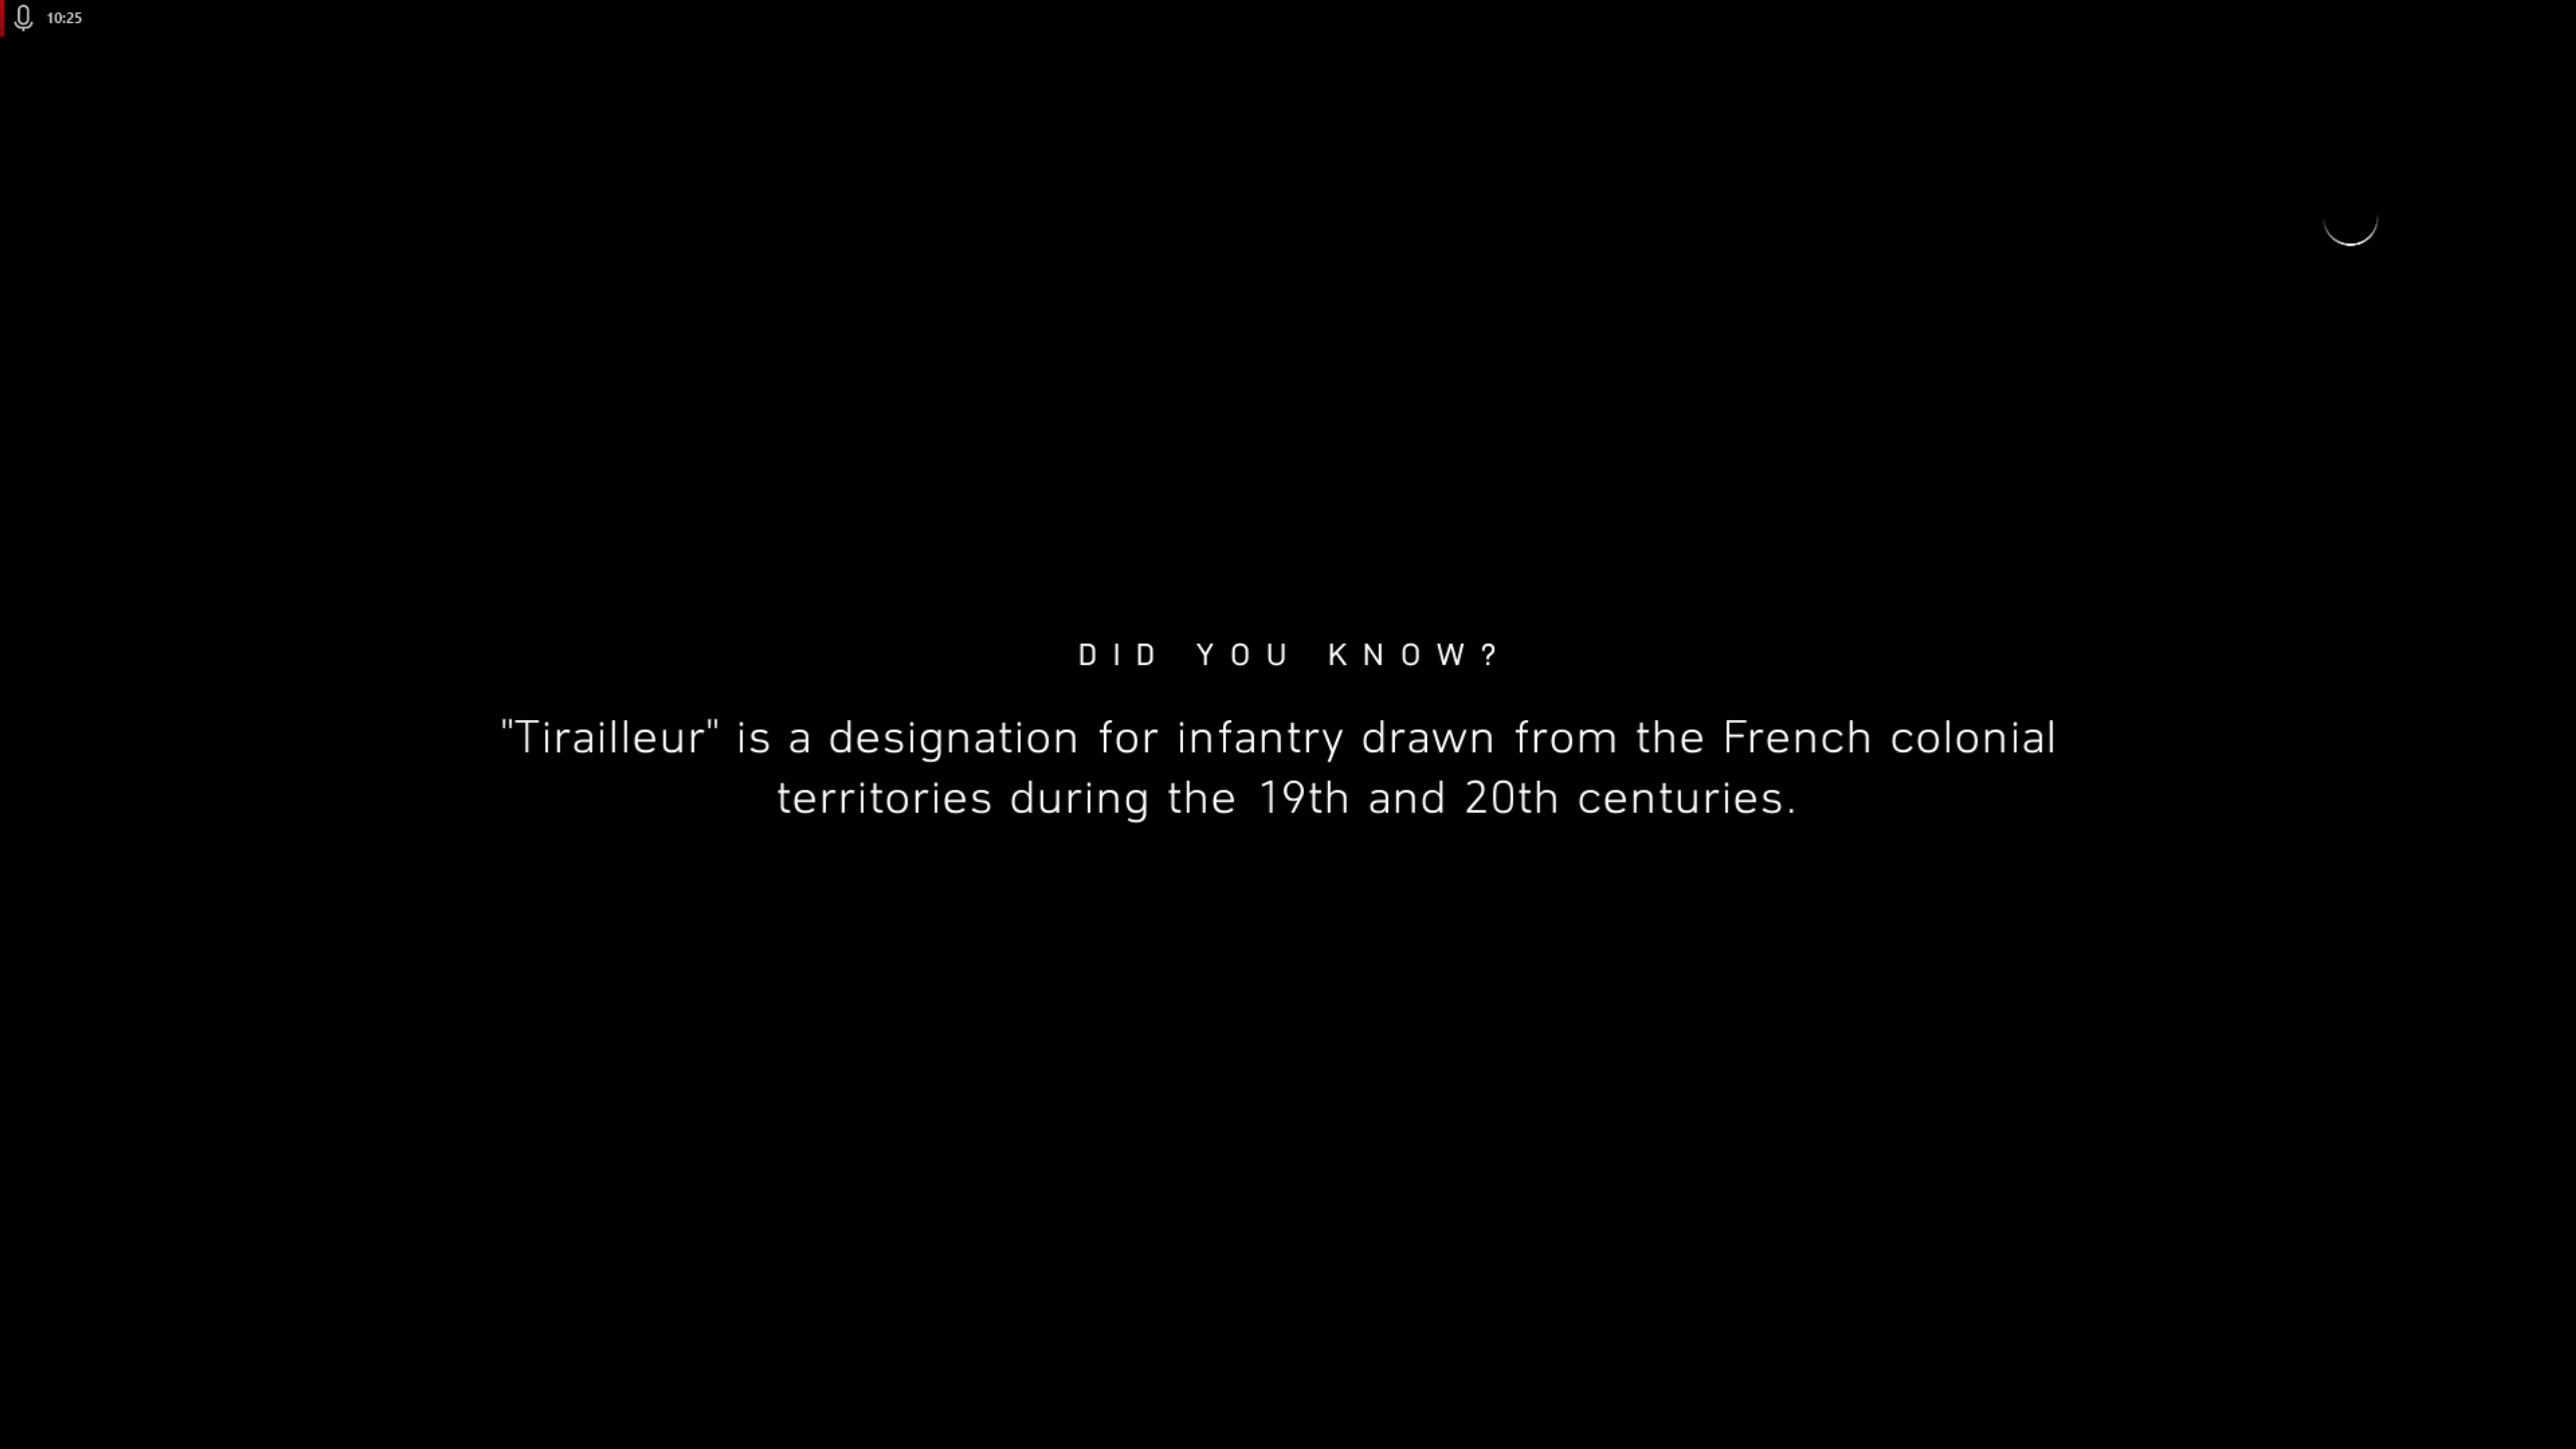 10:25
DID YOU KNOW?
"Tirailleur" is a designation for infantry drawn from the French colonial
territories during the 19th and 20th centuries.